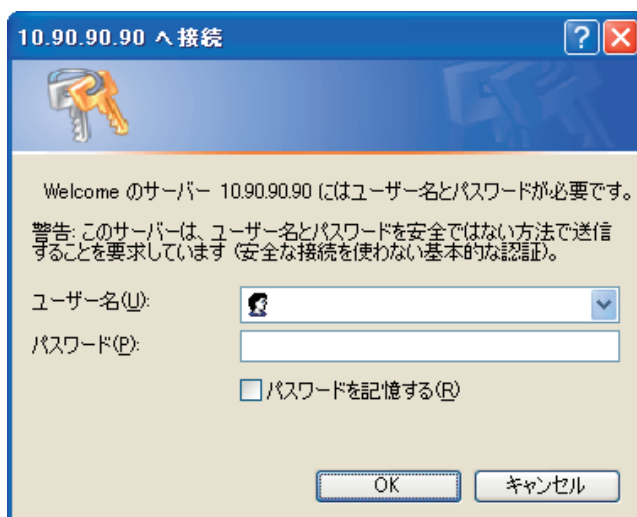 10.90.90.90 へ接続
Welcome のサーバー 10.90.90.90 にはユーザー名とパスワードが必要です。
警告: このサーバーは、ユーザー名とパスワードを安全ではない方法で送信
することを要求しています (安全な接続を使わない基本的な認証)。
ユーザー名(U):
パスワード(P):
パスワードを記憶する(R)
OK キャンセル